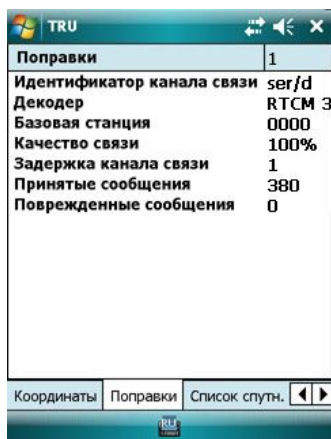 TRU
Поправки 1
Идентификатор канала связи ser/d
Декодер RTCM 3
Базовая станция 0000
Качество связи 100%
Задержка канала связи 1
Принятые сообщения 380
Поврежденные сообщения 0
Координаты Поправки Список спутн.
RU